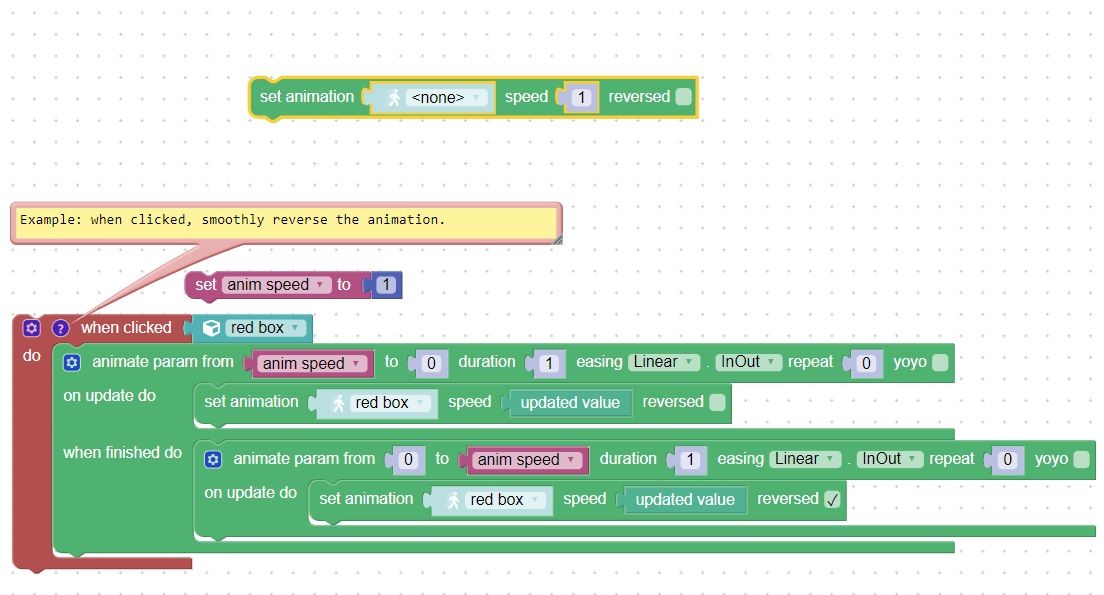 set animation <none> speed 1 reversed
Example: when clicked, smoothly reverse the animation.
set anim speed to 1
? when clicked red box
do animate param from anim speed to 0 duration 1 easing Linear . InOut repeat 0 yoyo
on update do set animation red box speed updated value reversed
when finished do animate param from 0 to anim speed duration 1 easing Linear . InOut repeat 0 yoyo
on update do set animation red box speed updated value reversed ✓